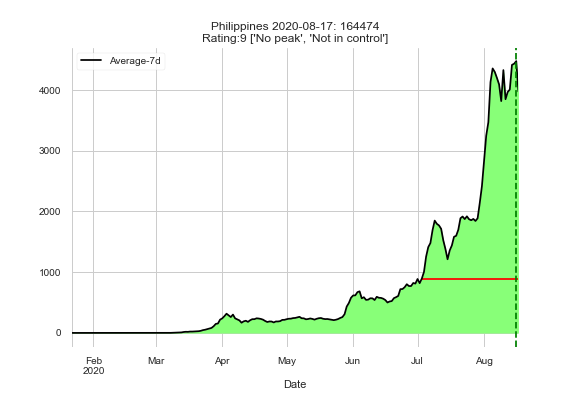 Philippines 2020-08-17: 164474
Rating:9 ['No peak', 'Not in control']
Average-7d
4000
3000
2000
1000
0
Feb Mar Apr May Jun Jul Aug
2020
Date